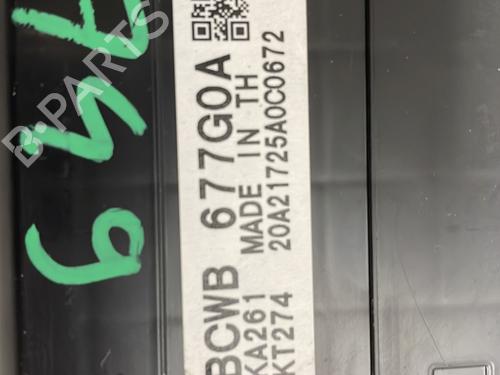 BCWB 677G0A
KA261 MADE IN TH
KT274 20A21725A0C0672
B-PARTS